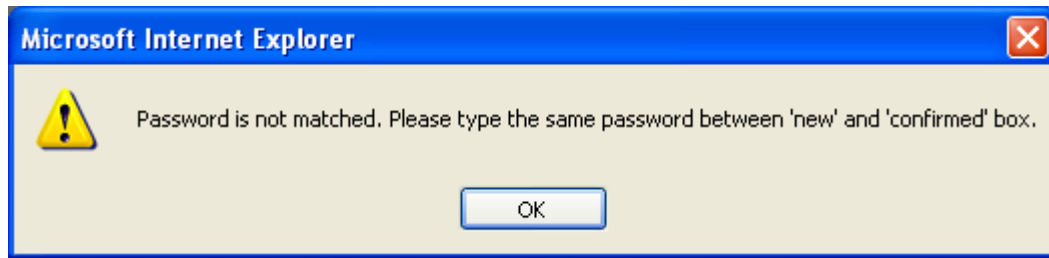 Microsoft Internet Explorer
Password is not matched. Please type the same password between 'new' and 'confirmed' box.
OK